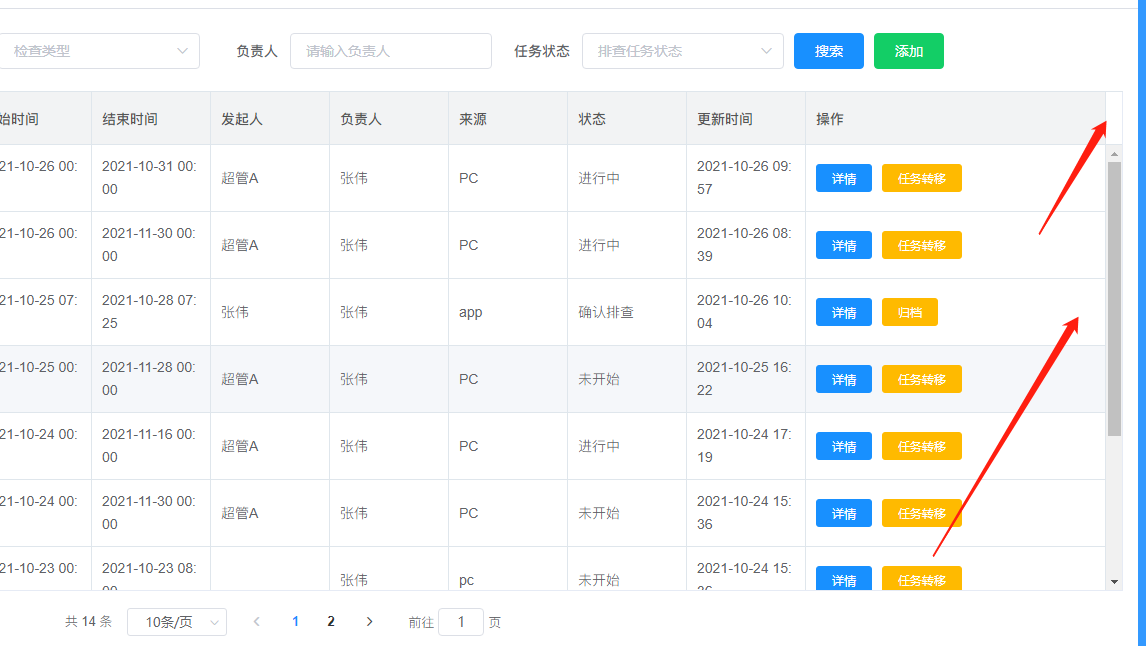 检查类型 负责人 请输入负责人 任务状态 排查任务状态 搜索 添加
始时间 结束时间 发起人 负责人 来源 状态 更新时间 操作
21-10-26 00: 2021-10-31 00:00 超管A 张伟 PC 进行中 2021-10-26 09:57 详情 任务转移
21-10-26 00: 2021-11-30 00:00 超管A 张伟 PC 进行中 2021-10-26 08:39 详情 任务转移
21-10-25 07: 2021-10-28 07:25 张伟 张伟 app 确认排查 2021-10-26 10:04 详情 归档
21-10-25 00: 2021-11-28 00:00 超管A 张伟 PC 未开始 2021-10-25 16:22 详情 任务转移
21-10-24 00: 2021-11-16 00:00 超管A 张伟 PC 进行中 2021-10-24 17:19 详情 任务转移
21-10-24 00: 2021-11-30 00:00 超管A 张伟 PC 未开始 2021-10-24 15:36 详情 任务转移
21-10-23 00: 2021-10-23 08: 张伟 pc 未开始 2021-10-24 15: 详情 任务转移
共 14 条 10条/页 1 2 前往 1 页